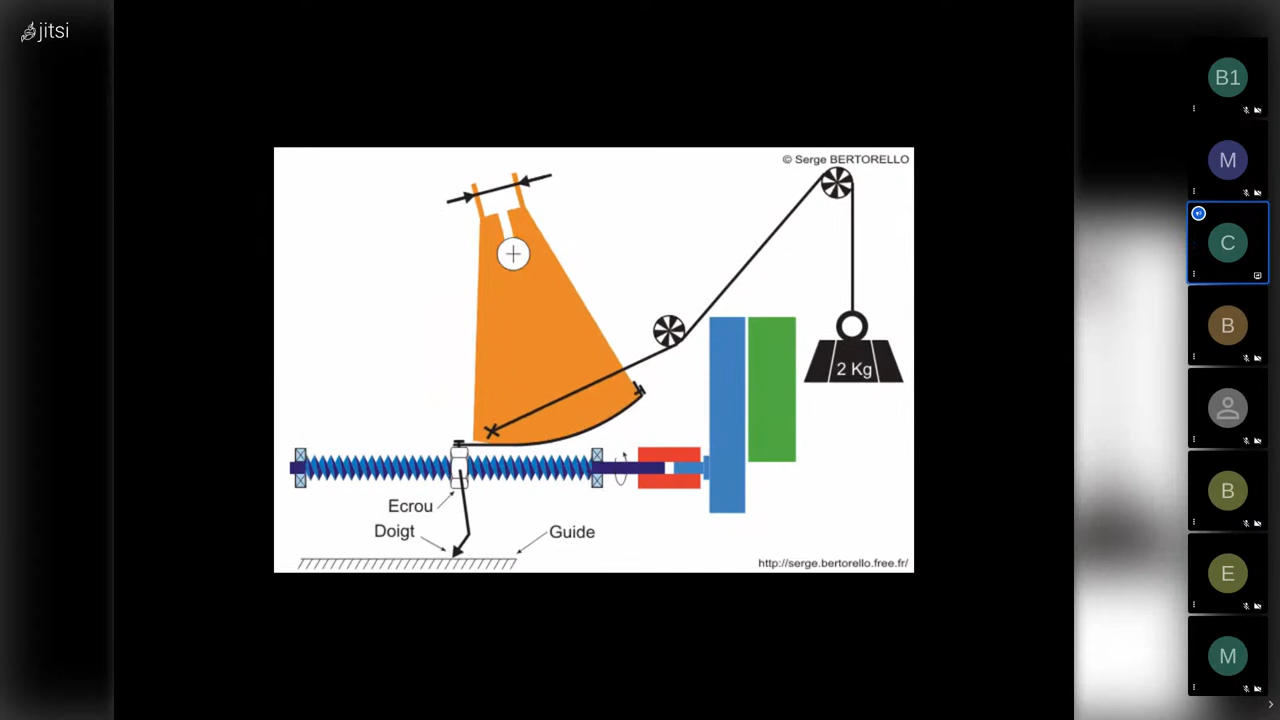 jitsi
© Serge BERTORELLO
2 Kg
Ecrou
Doigt
Guide
http://serge.bertorello.free.fr/
B1
M
C
B
B
E
M